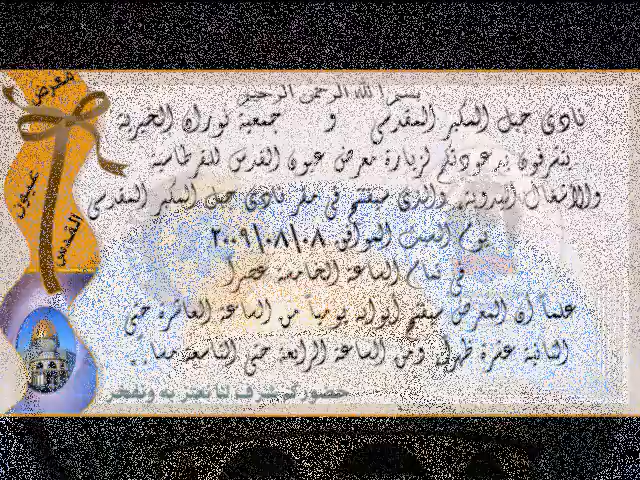 معرض
عيون
القدس
بسم الله الرحمن الرحيم
نادي جبل المكبر المقدسي و جمعية نوران الخيرية
يتشرفون بدعوتكم لزيارة معرض عيون القدس للقرطاسية
والاشغال اليدوية والذي سيقام في مقر نادي جبل المكبر المقدسي
يوم السبت الموافق ٢٠٠٩/٠٨/٠٨
في تمام الساعة الخامسة عصراً
علماً أن المعرض سيفتح أبوابه يومياً من الساعة العاشرة حتى
الثانية عشرة ظهراً ومن الساعة الرابعة حتى التاسعة مساءً
حضوركم شرف لنا نعتز به ونفتخر